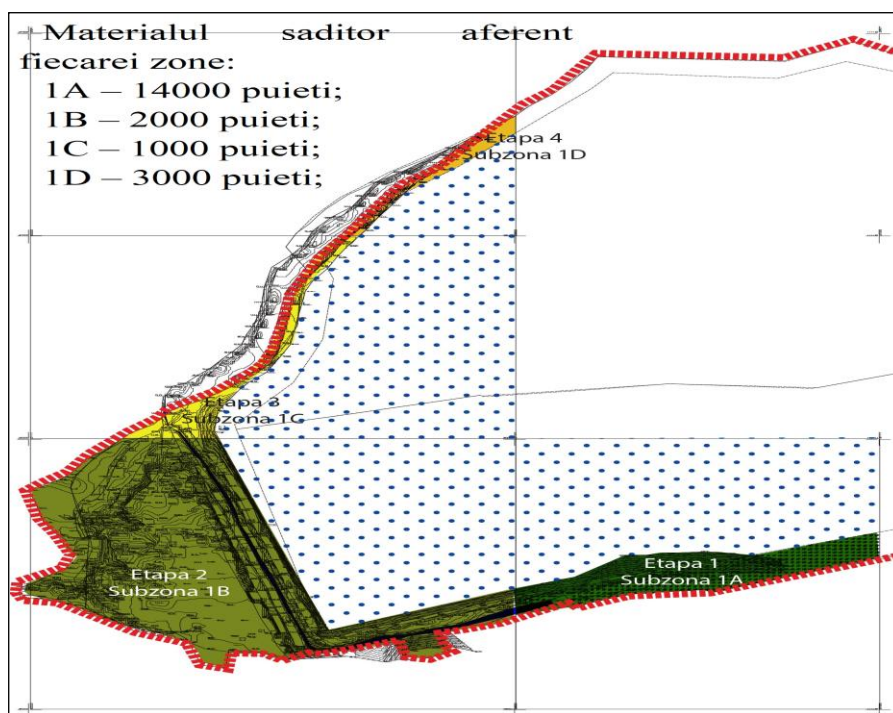 Materialul saditor aferent
fiecarei zone:
1A – 14000 puieti;
1B – 2000 puieti;
1C – 1000 puieti;
1D – 3000 puieti;
Etapa 4
Subzona 1D
Etapa 3
Subzona 1C
Etapa 2
Subzona 1B
Etapa 1
Subzona 1A